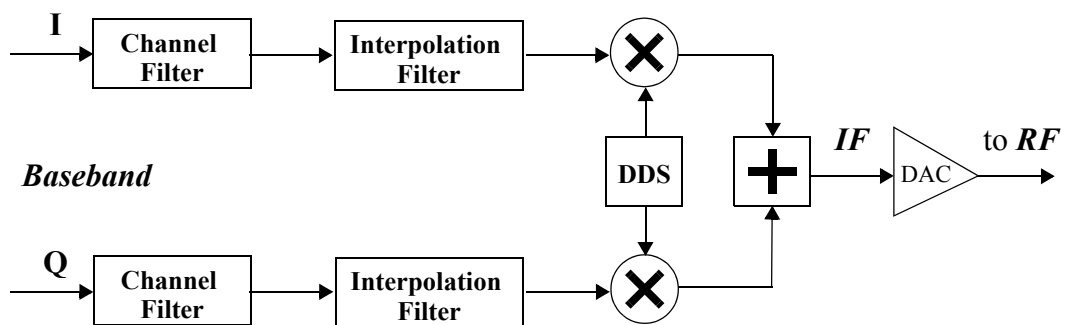 I
Channel
Filter
Interpolation
Filter
IF
to RF
Baseband
DDS
DAC
Q
Channel
Filter
Interpolation
Filter